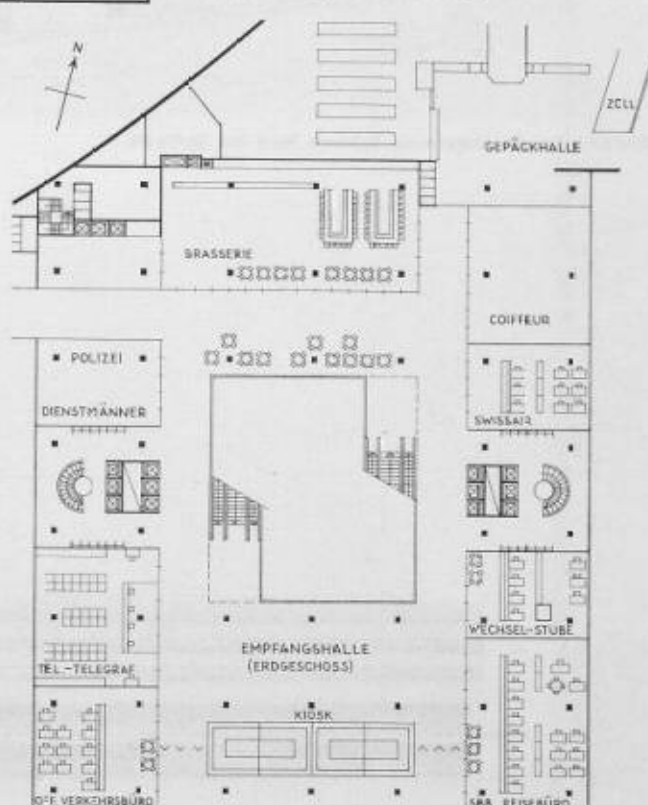 N
ZOLL
GEPÄCKHALLE
BRASSERIE
COIFFEUR
POLIZEI
DIENSTMÄNNER
SWISSAIR
WECHSEL-STUBE
EMPFANGSHALLE
(ERDGESCHOSS)
TEL.-TELEGRAF
KIOSK
OFF. VERKEHRSBÜRO
SBB REISEBÜRO